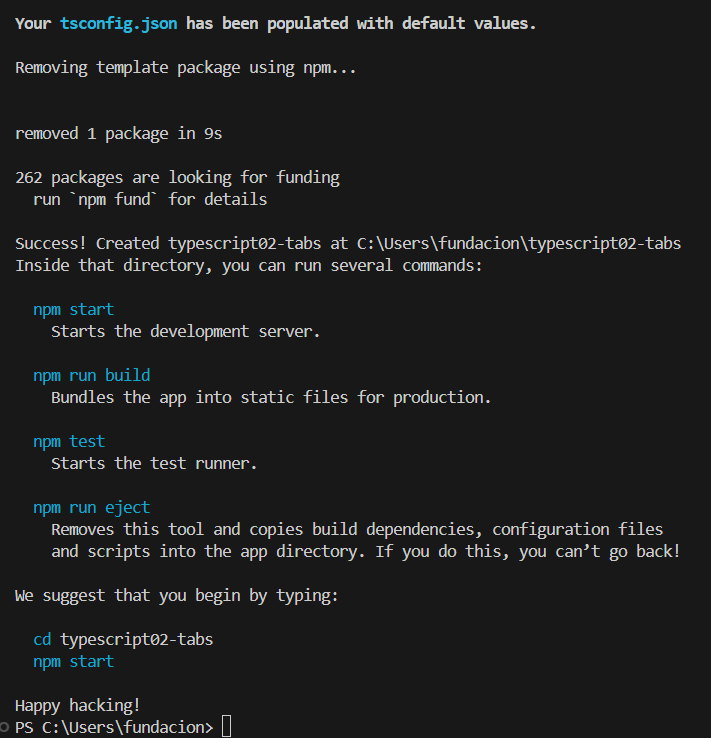 Your tsconfig.json has been populated with default values.
Removing template package using npm...
removed 1 package in 9s
262 packages are looking for funding
run `npm fund` for details
Success! Created typescript02-tabs at C:\Users\fundacion\typescript02-tabs
Inside that directory, you can run several commands:
npm start
Starts the development server.
npm run build
Bundles the app into static files for production.
npm test
Starts the test runner.
npm run eject
Removes this tool and copies build dependencies, configuration files
and scripts into the app directory. If you do this, you can’t go back!
We suggest that you begin by typing:
cd typescript02-tabs
npm start
Happy hacking!
PS C:\Users\fundacion>